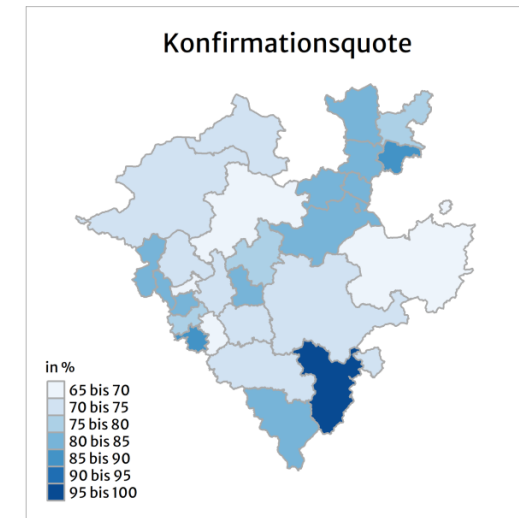 Konfirmationsquote
in %
65 bis 70
70 bis 75
75 bis 80
80 bis 85
85 bis 90
90 bis 95
95 bis 100